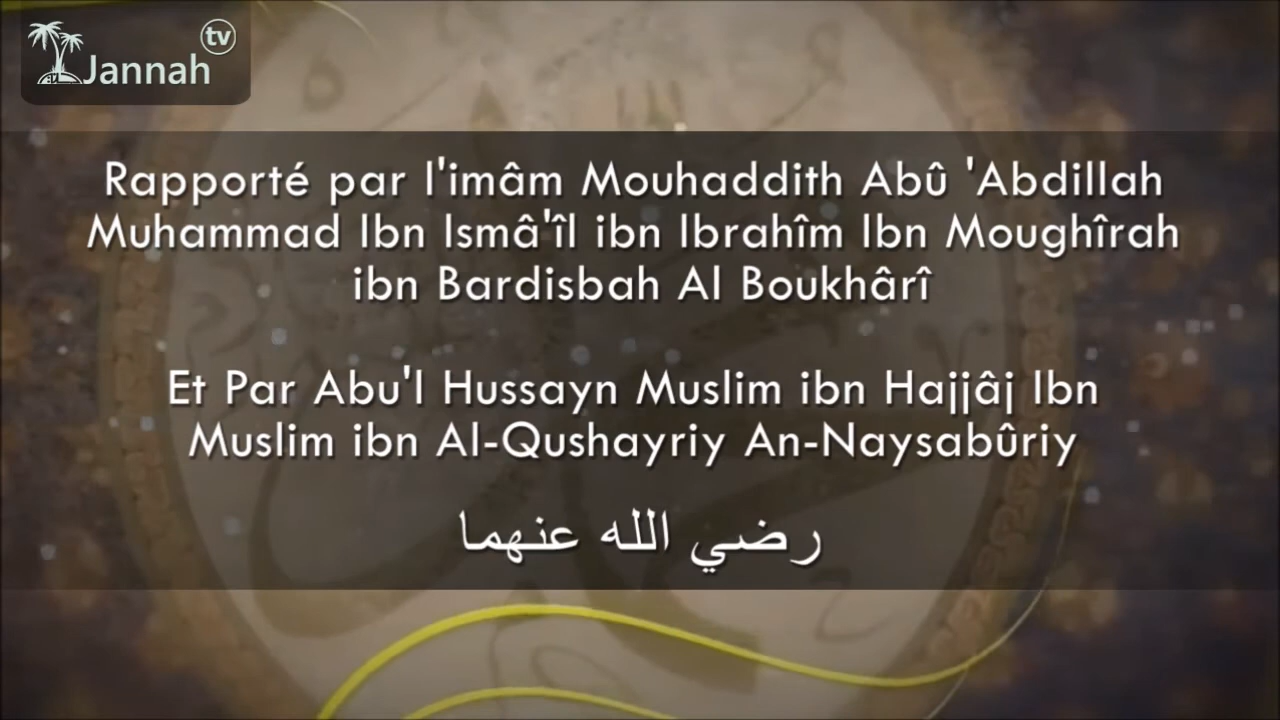 Jannah tv
Rapporté par l'imâm Mouhaddith Abû 'Abdillah
Muhammad Ibn Ismâ'îl ibn Ibrahîm Ibn Moughîrah
ibn Bardisbah Al Boukhârî
Et Par Abu'l Hussayn Muslim ibn Hajjâj Ibn
Muslim ibn Al-Qushayriy An-Naysabûriy
رضي الله عنهما